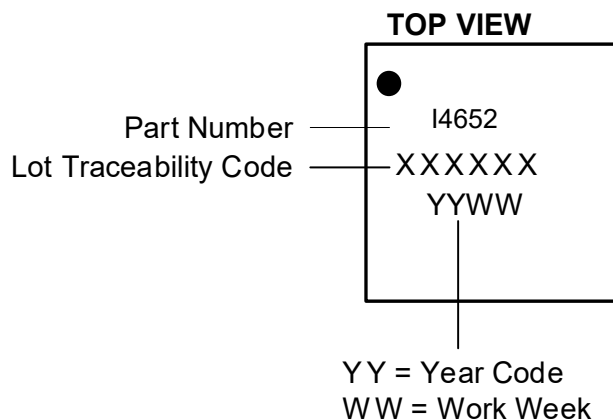 TOP VIEW
Part Number
I4652
Lot Traceability Code
XXXXXX
YYWW
YY = Year Code
WW = Work Week